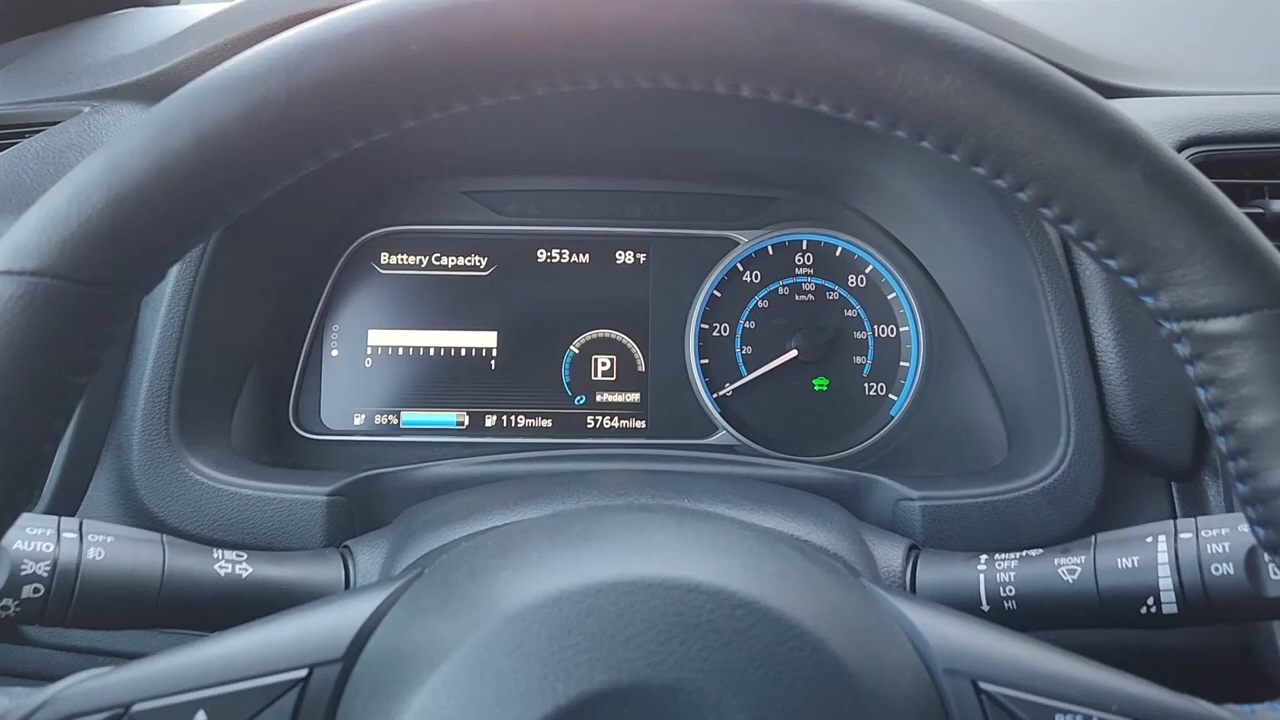 Battery Capacity
9:53AM
98°F
0
1
P
e-Pedal OFF
86%
119miles
5764miles
20
40
60
80
100
120
MPH
20
40
60
80
100
120
140
160
180
km/h
OFF
AUTO
OFF
MIST
OFF
INT
LO
HI
FRONT
INT
OFF
INT
ON